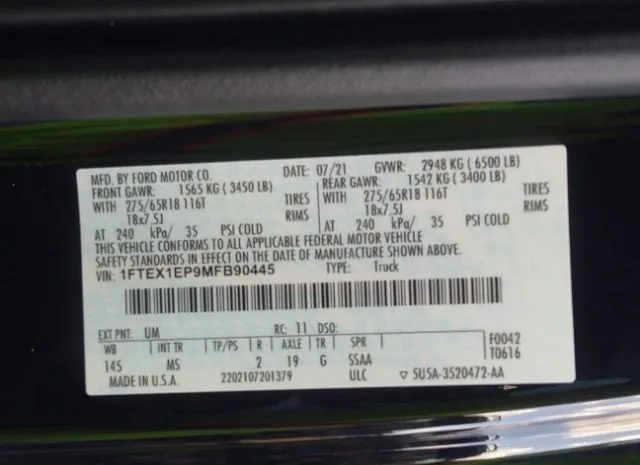 MFD. BY FORD MOTOR CO. DATE: 07/21 GVWR: 2948 KG ( 6500 LB)
FRONT GAWR: 1565 KG ( 3450 LB) REAR GAWR: 1542 KG ( 3400 LB)
WITH 275/65R18 116T TIRES WITH 275/65R18 116T TIRES
18x7.5J RIMS 18x7.5J RIMS
AT 240 kPa/ 35 PSI COLD AT 240 kPa/ 35 PSI COLD
THIS VEHICLE CONFORMS TO ALL APPLICABLE FEDERAL MOTOR VEHICLE
SAFETY STANDARDS IN EFFECT ON THE DATE OF MANUFACTURE SHOWN ABOVE.
VIN: 1FTEX1EP9MFB90445 TYPE: Truck
EXT PNT: UM RC: 11 DSO:
WB INT TR TP/PS R AXLE TR SPR F0042
145 MS 2 19 G SSAA T0616
MADE IN U.S.A. 2202107201379 ULC ▽ 5U5A-3520472-AA